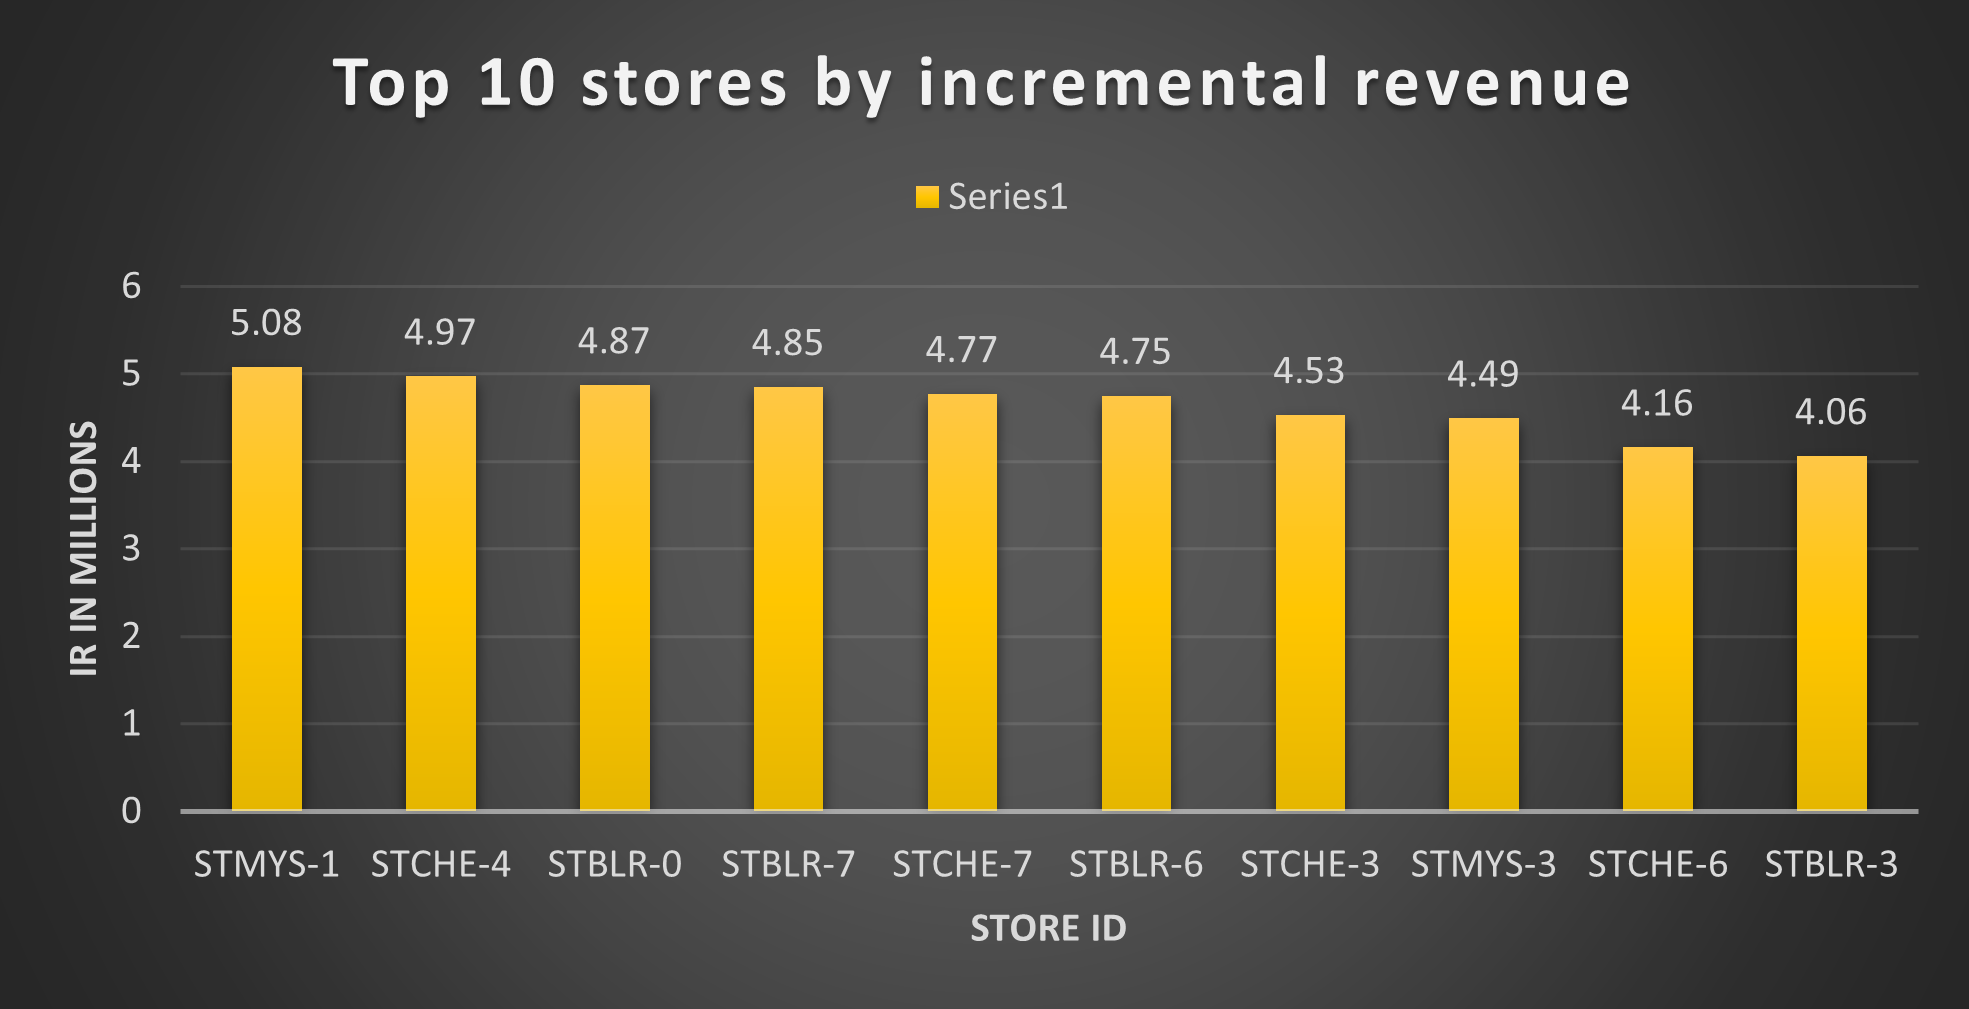 Top 10 stores by incremental revenue
Series1
6
5
4
3
2
1
0
IR IN MILLIONS
5.08 4.97 4.87 4.85 4.77 4.75 4.53 4.49 4.16 4.06
STMYS-1 STCHE-4 STBLR-0 STBLR-7 STCHE-7 STBLR-6 STCHE-3 STMYS-3 STCHE-6 STBLR-3
STORE ID